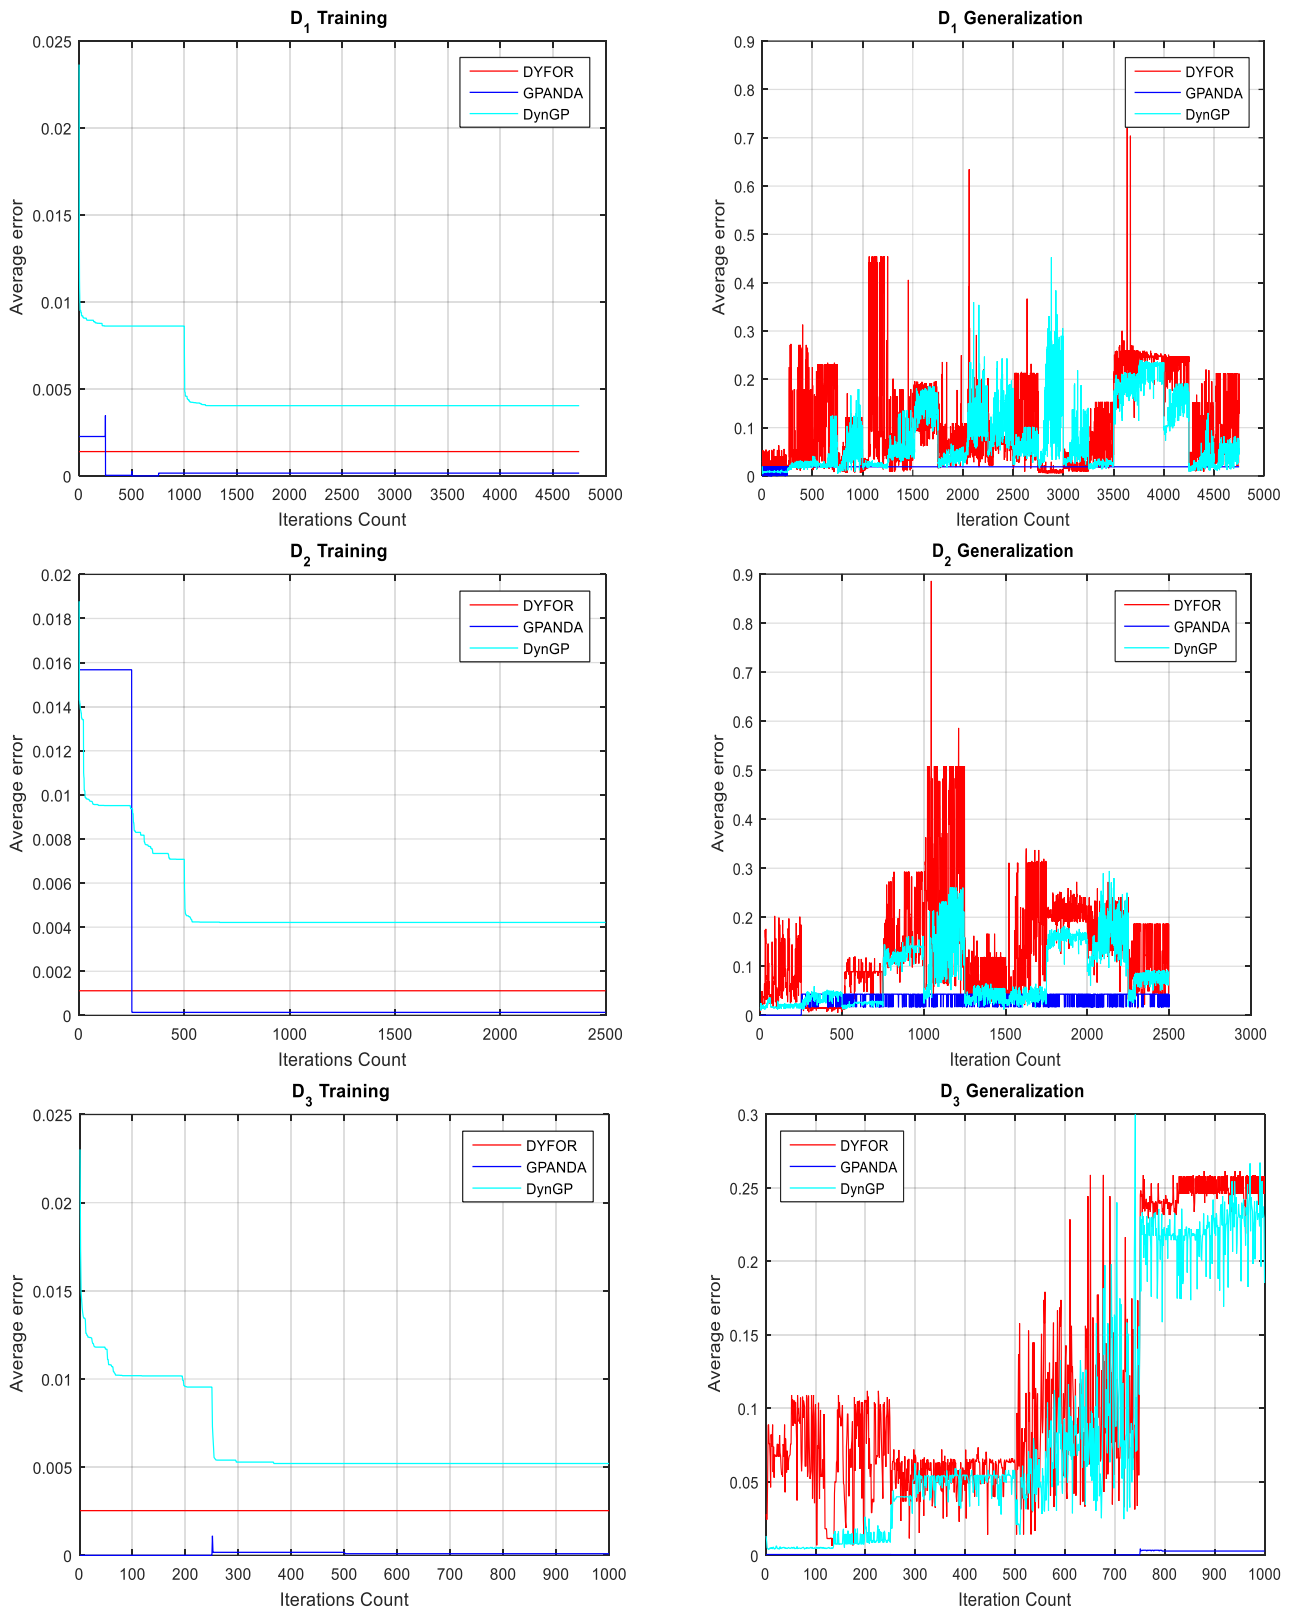 D1 Training
0.025
0.02
0.015
0.01
0.005
0
Average error
DYFOR
GPANDA
DynGP
0 500 1000 1500 2000 2500 3000 3500 4000 4500 5000
Iterations Count
D1 Generalization
0.9
0.8
0.7
0.6
0.5
0.4
0.3
0.2
0.1
0
Average error
DYFOR
GPANDA
DynGP
0 500 1000 1500 2000 2500 3000 3500 4000 4500 5000
Iteration Count
D2 Training
0.02
0.018
0.016
0.014
0.012
0.01
0.008
0.006
0.004
0.002
0
Average error
DYFOR
GPANDA
DynGP
0 500 1000 1500 2000 2500
Iterations Count
D2 Generalization
0.9
0.8
0.7
0.6
0.5
0.4
0.3
0.2
0.1
0
Average error
DYFOR
GPANDA
DynGP
0 500 1000 1500 2000 2500 3000
Iteration Count
D3 Training
0.025
0.02
0.015
0.01
0.005
0
Average error
DYFOR
GPANDA
DynGP
0 100 200 300 400 500 600 700 800 900 1000
Iterations Count
D3 Generalization
0.3
0.25
0.2
0.15
0.1
0.05
0
Average error
DYFOR
GPANDA
DynGP
0 100 200 300 400 500 600 700 800 900 1000
Iteration Count